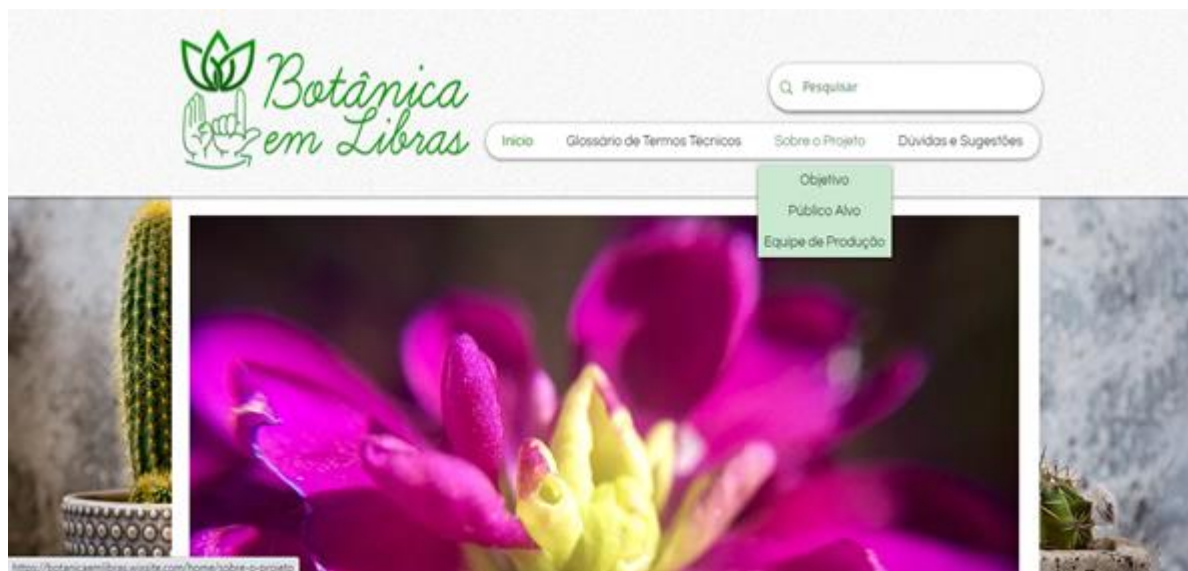 Botânica
em Libras
Pesquisar
Início
Glossário de Termos Técnicos
Sobre o Projeto
Dúvidas e Sugestões
Objetivo
Público Alvo
Equipe de Produção
https://botanicaemlibras.wixsite.com/home/sobre-o-projeto